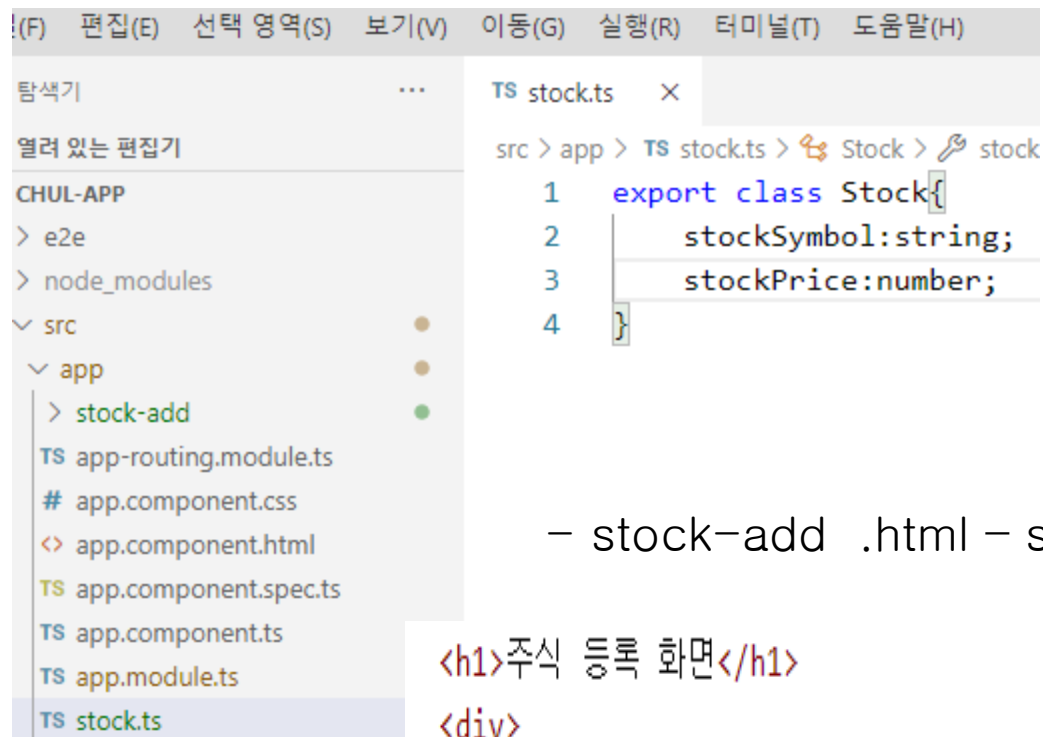 (F) 편집(E) 선택 영역(S) 보기(V) 이동(G) 실행(R) 터미널(T) 도움말(H)
탐색기 ···
열려 있는 편집기
CHUL-APP
> e2e
> node_modules
src
app
> stock-add
TS app-routing.module.ts
# app.component.css
<> app.component.html
TS app.component.spec.ts
TS app.component.ts
TS app.module.ts
TS stock.ts
TS stock.ts ×
src > app > TS stock.ts > Stock > stock
1 export class Stock{
2 stockSymbol:string;
3 stockPrice:number;
4 }
- stock-add .html - s
<h1>주식 등록 화면</h1>
<div>